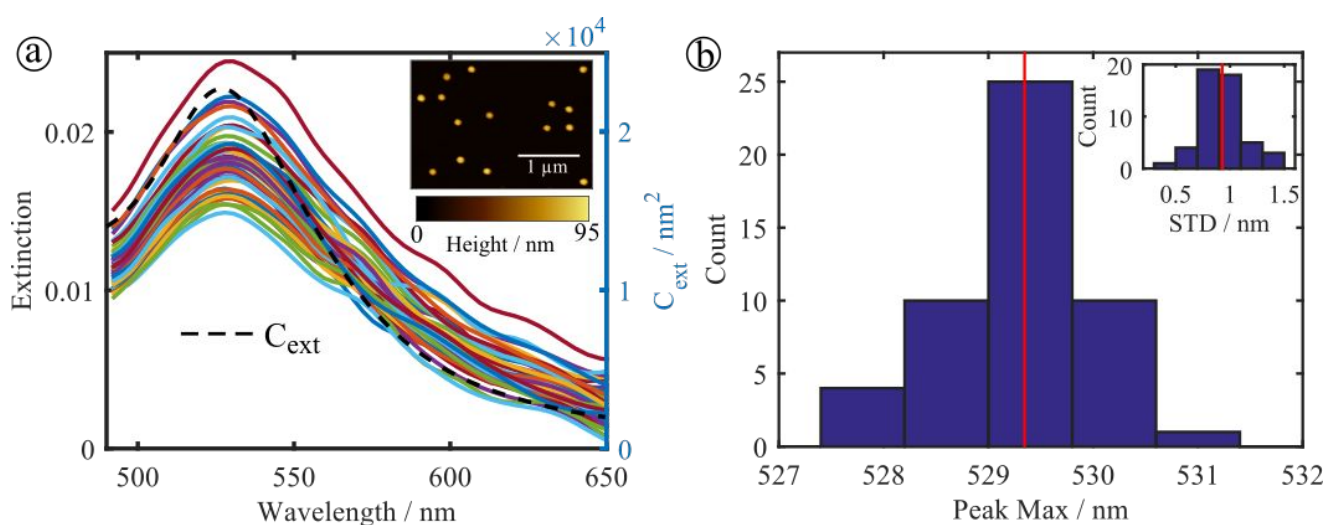 a
×10⁴
0.02
0.01
0
Extinction
2
1
0
C_ext / nm²
1 µm
0
95
Height / nm
C_ext
500
550
600
650
Wavelength / nm
b
25
20
15
10
5
0
Count
527
528
529
530
531
532
Peak Max / nm
20
10
0
Count
0.5
1
1.5
STD / nm